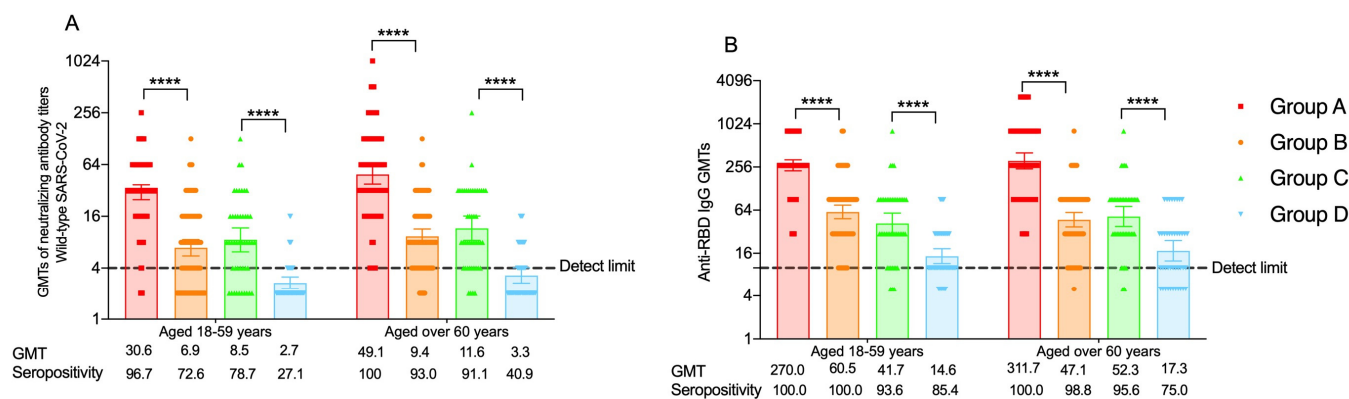 A
GMTs of neutralizing antibody titers
Wild-type SARS-CoV-2
1024
256
64
16
4
1
****
****
****
****
Detect limit
Aged 18-59 years
Aged over 60 years
GMT 30.6 6.9 8.5 2.7 49.1 9.4 11.6 3.3
Seropositivity 96.7 72.6 78.7 27.1 100 93.0 91.1 40.9
B
Anti-RBD IgG GMTs
4096
1024
256
64
16
4
1
****
****
****
****
Detect limit
Aged 18-59 years
Aged over 60 years
GMT 270.0 60.5 41.7 14.6 311.7 47.1 52.3 17.3
Seropositivity 100.0 100.0 93.6 85.4 100.0 98.8 95.6 75.0
Group A
Group B
Group C
Group D